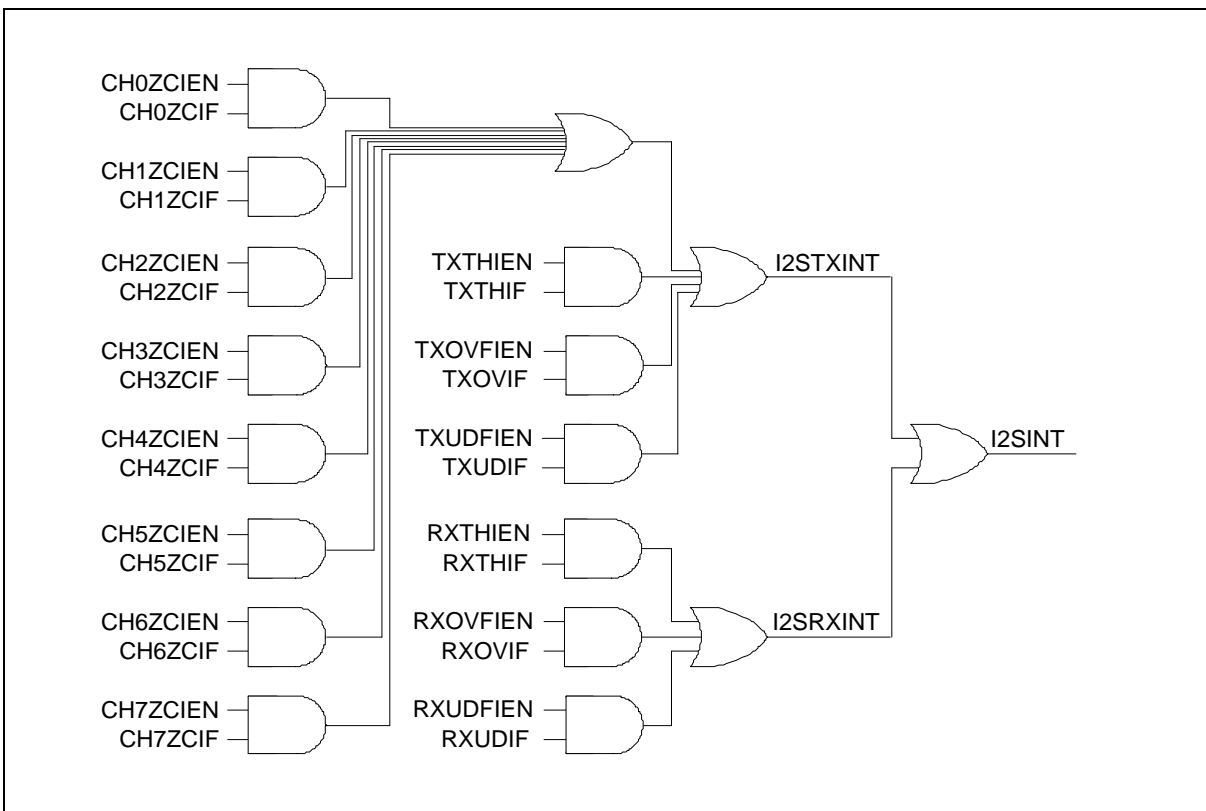 CH0ZCIEN
CH0ZCIF
CH1ZCIEN
CH1ZCIF
CH2ZCIEN
CH2ZCIF
CH3ZCIEN
CH3ZCIF
CH4ZCIEN
CH4ZCIF
CH5ZCIEN
CH5ZCIF
CH6ZCIEN
CH6ZCIF
CH7ZCIEN
CH7ZCIF
TXTHIEN
TXTHIF
TXOVFIEN
TXOVIF
TXUDFIEN
TXUDIF
RXTHIEN
RXTHIF
RXOVFIEN
RXOVIF
RXUDFIEN
RXUDIF
I2STXINT
I2SRXINT
I2SINT